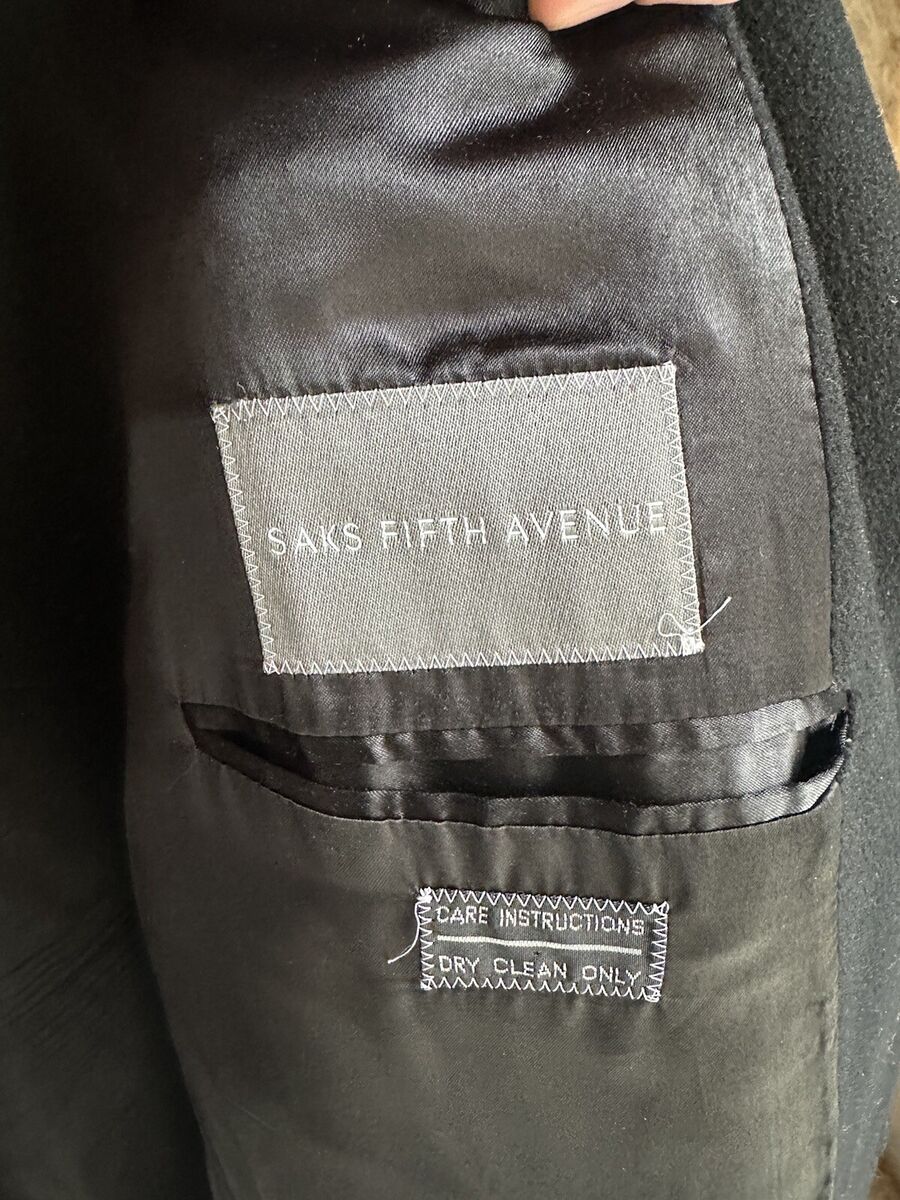 SAKS FIFTH AVENUE
CARE INSTRUCTIONS
DRY CLEAN ONLY